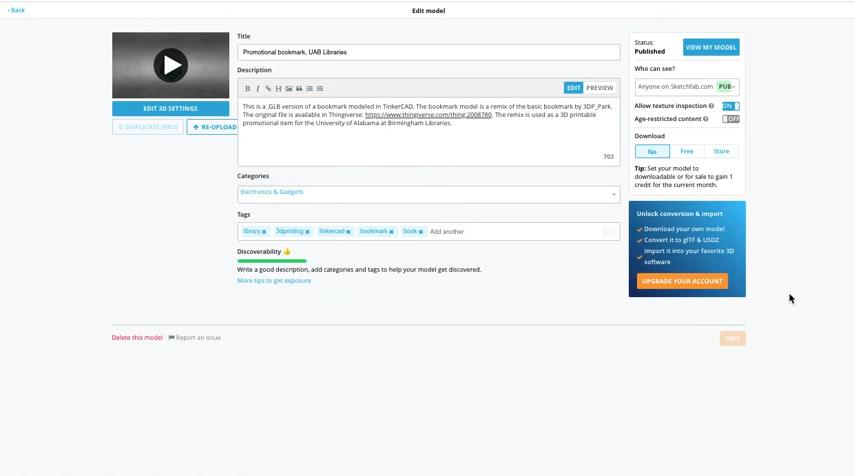 ‹ Back
Edit model
EDIT 3D SETTINGS
DUPLICATE (PRO)
RE-UPLOAD
Title
Promotional bookmark, UAB Libraries
Description
B I H
EDIT
PREVIEW
This is a .GLB version of a bookmark modeled in TinkerCAD. The bookmark model is a remix of the basic bookmark by 3DP_Park.
The original file is available in Thingiverse: https://www.thingiverse.com/thing:2008780. The remix is used as a 3D printable
promotional item for the University of Alabama at Birmingham Libraries.
703
Categories
Electronics & Gadgets
Tags
library × 3dprinting × tinkercad × bookmark × book × Add another
Discoverability 👍
Write a good description, add categories and tags to help your model get discovered.
More tips to get exposure
Status:
Published
VIEW MY MODEL
Who can see?
Anyone on Sketchfab.com PUB
Allow texture inspection ? ON
Age-restricted content ? OFF
Download
No Free Store
Tip: Set your model to
downloadable or for sale to gain 1
credit for the current month.
Unlock conversion & import
✓ Download your own model
✓ Convert it to glTF & USDZ
✓ Import it into your favorite 3D
software
UPGRADE YOUR ACCOUNT
Delete this model
Report an issue
SAVE